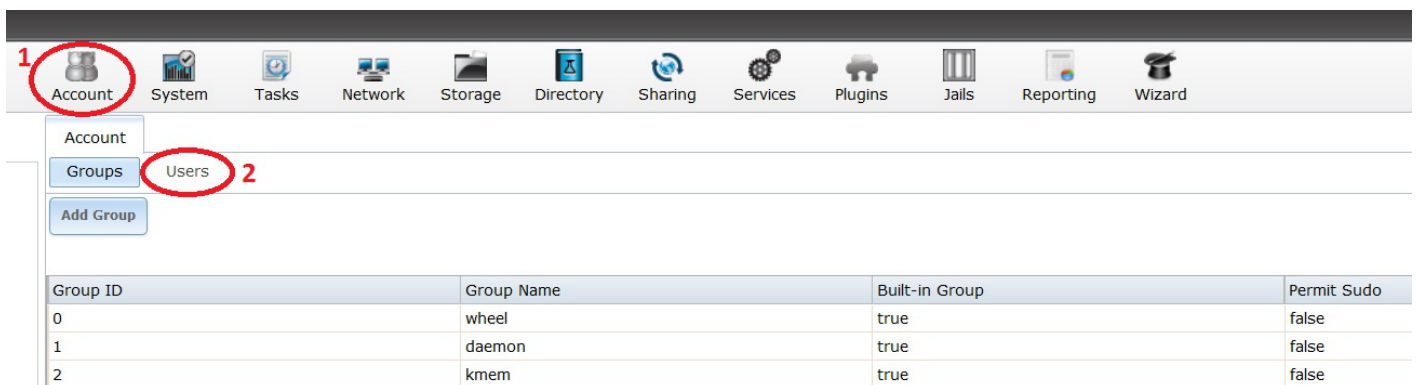 1
Account System Tasks Network Storage Directory Sharing Services Plugins Jails Reporting Wizard
Account
Groups Users 2
Add Group
Group ID Group Name Built-in Group Permit Sudo
0 wheel true false
1 daemon true false
2 kmem true false